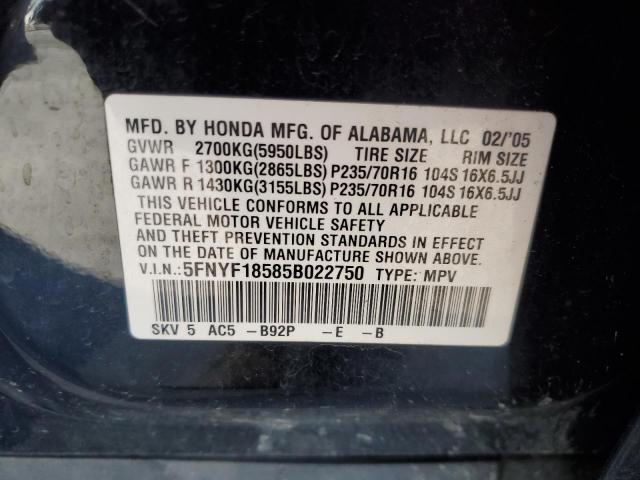 MFD. BY HONDA MFG. OF ALABAMA, LLC 02/'05
GVWR 2700KG(5950LBS) TIRE SIZE RIM SIZE
GAWR F 1300KG(2865LBS) P235/70R16 104S 16X6.5JJ
GAWR R 1430KG(3155LBS) P235/70R16 104S 16X6.5JJ
THIS VEHICLE CONFORMS TO ALL APPLICABLE
FEDERAL MOTOR VEHICLE SAFETY
AND THEFT PREVENTION STANDARDS IN EFFECT
ON THE DATE OF MANUFACTURE SHOWN ABOVE.
V.I.N.: 5FNYF18585B022750 TYPE: MPV
SKV 5 AC5 -B92P -E -B